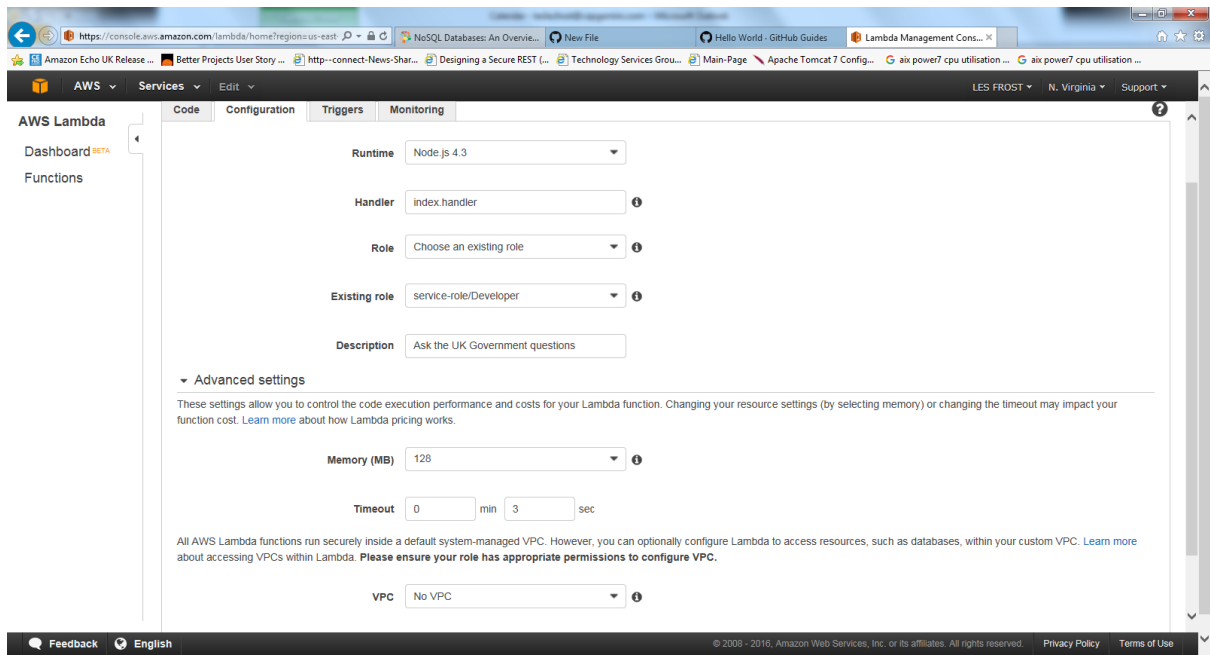 https://console.aws.amazon.com/lambda/home?region=us-east-
NoSQL Databases: An Overvie...
New File
Hello World - GitHub Guides
Lambda Management Cons...
Amazon Echo UK Release ...
Better Projects User Story ...
http--connect-News-Shar...
Designing a Secure REST (...
Technology Services Grou...
Main-Page
Apache Tomcat 7 Config...
aix power7 cpu utilisation ...
aix power7 cpu utilisation ...
AWS Services Edit LES FROST N. Virginia Support
AWS Lambda
Dashboard BETA
Functions
Code Configuration Triggers Monitoring
Runtime Node.js 4.3
Handler index.handler
Role Choose an existing role
Existing role service-role/Developer
Description Ask the UK Government questions
Advanced settings
These settings allow you to control the code execution performance and costs for your Lambda function. Changing your resource settings (by selecting memory) or changing the timeout may impact your
function cost. Learn more about how Lambda pricing works.
Memory (MB) 128
Timeout 0 min 3 sec
All AWS Lambda functions run securely inside a default system-managed VPC. However, you can optionally configure Lambda to access resources, such as databases, within your custom VPC. Learn more
about accessing VPCs within Lambda. Please ensure your role has appropriate permissions to configure VPC.
VPC No VPC
Feedback English © 2008 - 2016, Amazon Web Services, Inc. or its affiliates. All rights reserved. Privacy Policy Terms of Use